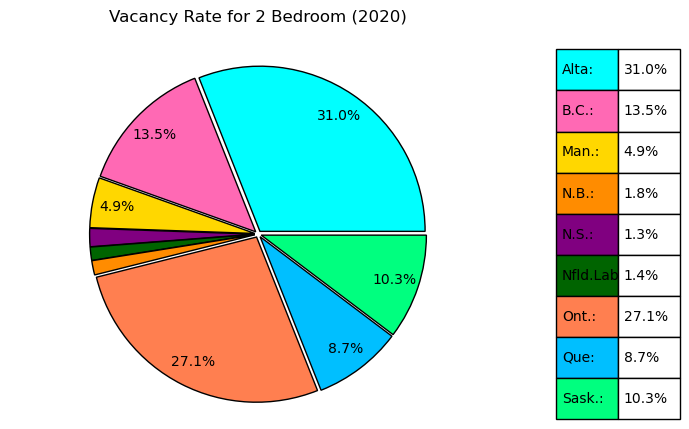 Vacancy Rate for 2 Bedroom (2020)
31.0%
13.5%
4.9%
27.1%
8.7%
10.3%
Alta: 31.0%
B.C.: 13.5%
Man.: 4.9%
N.B.: 1.8%
N.S.: 1.3%
Nfld.Lab 1.4%
Ont.: 27.1%
Que: 8.7%
Sask.: 10.3%